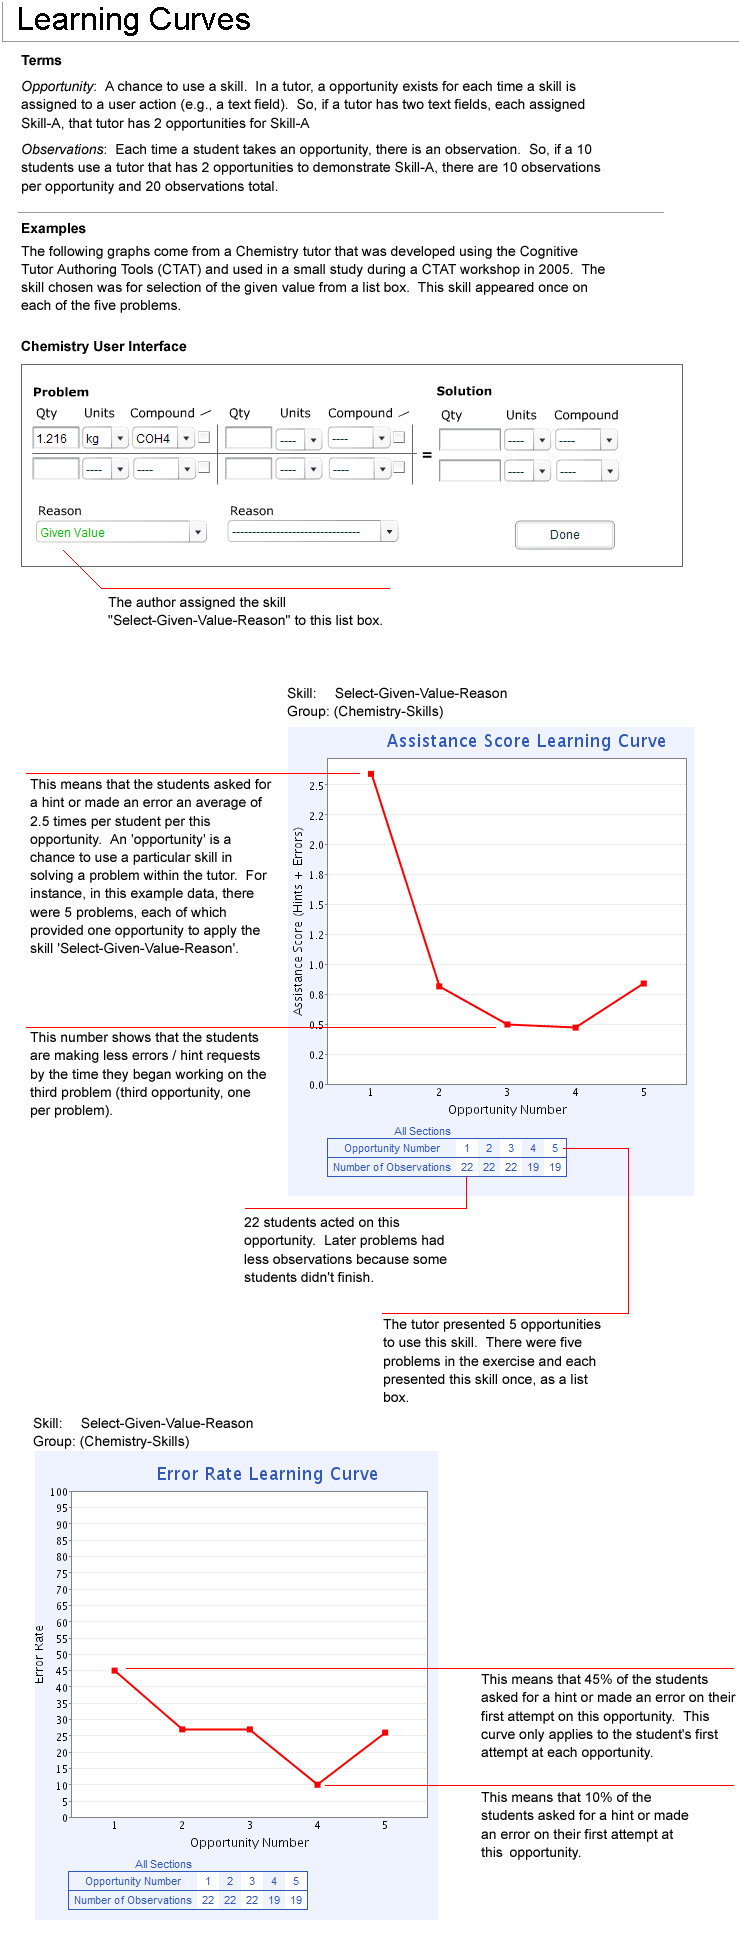 Learning Curves
Terms
Opportunity:  A chance to use a skill.  In a tutor, a opportunity exists for each time a skill is
assigned to a user action (e.g., a text field).  So, if a tutor has two text fields, each assigned
Skill-A, that tutor has 2 opportunities for Skill-A
Observations:  Each time a student takes an opportunity, there is an observation.  So, if a 10
students use a tutor that has 2 opportunities to demonstrate Skill-A, there are 10 observations
per opportunity and 20 observations total.
Examples
The following graphs come from a Chemistry tutor that was developed using the Cognitive
Tutor Authoring Tools (CTAT) and used in a small study during a CTAT workshop in 2005.  The
skill chosen was for selection of the given value from a list box.  This skill appeared once on
each of the five problems.
Chemistry User Interface
Problem
Solution
Qty Units Compound Qty Units Compound Qty Units Compound
1.216 kg COH4 ---- ---- ---- ----
=
---- ---- ---- ---- ---- ----
Reason
Reason
Given Value
--------------------------------
Done
The author assigned the skill
"Select-Given-Value-Reason" to this list box.
Skill: Select-Given-Value-Reason
Group: (Chemistry-Skills)
Assistance Score Learning Curve
This means that the students asked for
a hint or made an error an average of
2.5 times per student per this
opportunity.  An 'opportunity' is a
chance to use a particular skill in
solving a problem within the tutor.  For
instance, in this example data, there
were 5 problems, each of which
provided one opportunity to apply the
skill 'Select-Given-Value-Reason'.
This number shows that the students
are making less errors / hint requests
by the time they began working on the
third problem (third opportunity, one
per problem).
Assistance Score (Hints + Errors)
2.5
2.2
2.0
1.8
1.5
1.2
1.0
0.8
0.5
0.2
0.0
1 2 3 4 5
Opportunity Number
All Sections
Opportunity Number 1 2 3 4 5
Number of Observations 22 22 22 19 19
22 students acted on this
opportunity.  Later problems had
less observations because some
students didn't finish.
The tutor presented 5 opportunities
to use this skill.  There were five
problems in the exercise and each
presented this skill once, as a list
box.
Skill: Select-Given-Value-Reason
Group: (Chemistry-Skills)
Error Rate Learning Curve
Error Rate
100
95
90
85
80
75
70
65
60
55
50
45
40
35
30
25
20
15
10
5
0
1 2 3 4 5
Opportunity Number
All Sections
Opportunity Number 1 2 3 4 5
Number of Observations 22 22 22 19 19
This means that 45% of the students
asked for a hint or made an error on their
first attempt on this opportunity.  This
curve only applies to the student's first
attempt at each opportunity.
This means that 10% of the
students asked for a hint or made
an error on their first attempt at
this  opportunity.